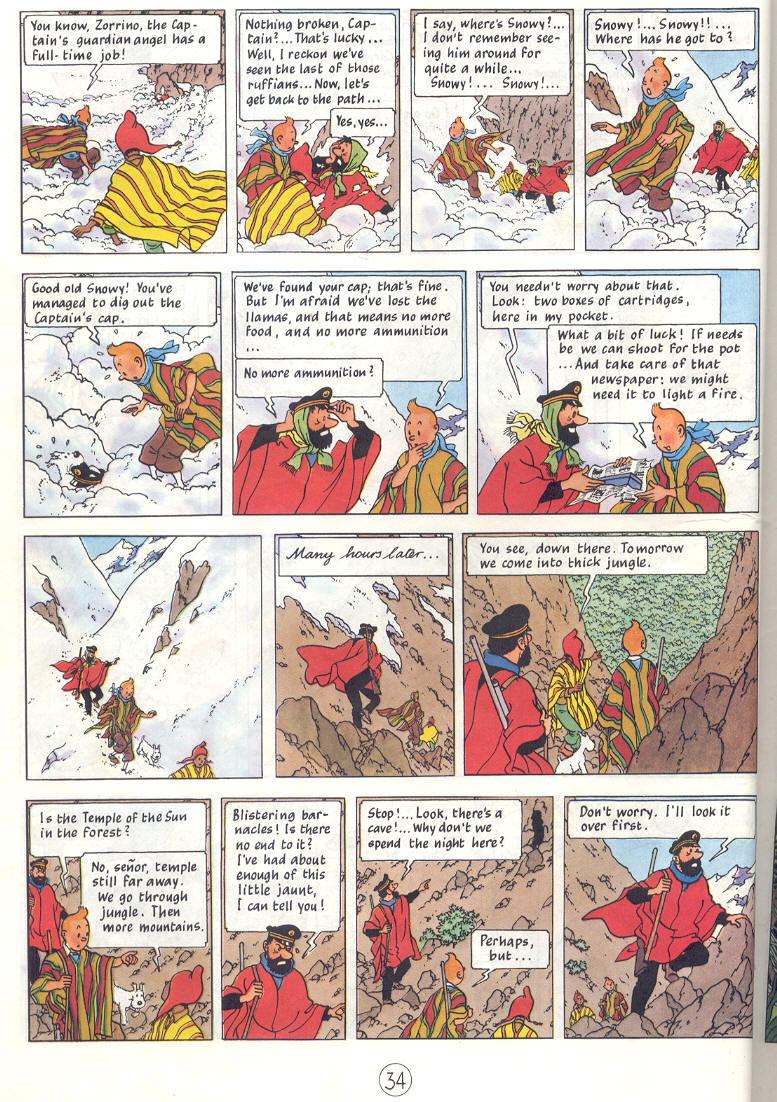 You know, Zorrino, the Cap-
tain's guardian angel has a
full-time job!
Nothing broken, Cap-
tain?... That's lucky...
Well, I reckon we've
seen the last of those
ruffians... Now, let's
get back to the path...
Yes, yes...
I say, where's Snowy?...
I don't remember see-
ing him around for
quite a while...
Snowy!... Snowy!...
Snowy!... Snowy!!...
Where has he got to?
Good old Snowy! You've
managed to dig out the
Captain's cap.
We've found your cap; that's fine.
But I'm afraid we've lost the
llamas, and that means no more
food, and no more ammunition
...
No more ammunition?
You needn't worry about that.
Look: two boxes of cartridges,
here in my pocket.
What a bit of luck! If needs
be we can shoot for the pot
...And take care of that
newspaper: we might
need it to light a fire.
Many hours later...
You see, down there. Tomorrow
we come into thick jungle.
Is the Temple of the Sun
in the forest?
No, señor, temple
still far away.
We go through
jungle. Then
more mountains.
Blistering bar-
nacles! Is there
no end to it?
I've had about
enough of this
little jaunt,
I can tell you!
Stop!... Look, there's a
cave!... Why don't we
spend the night here?
Perhaps,
but...
Don't worry. I'll look it
over first.
34